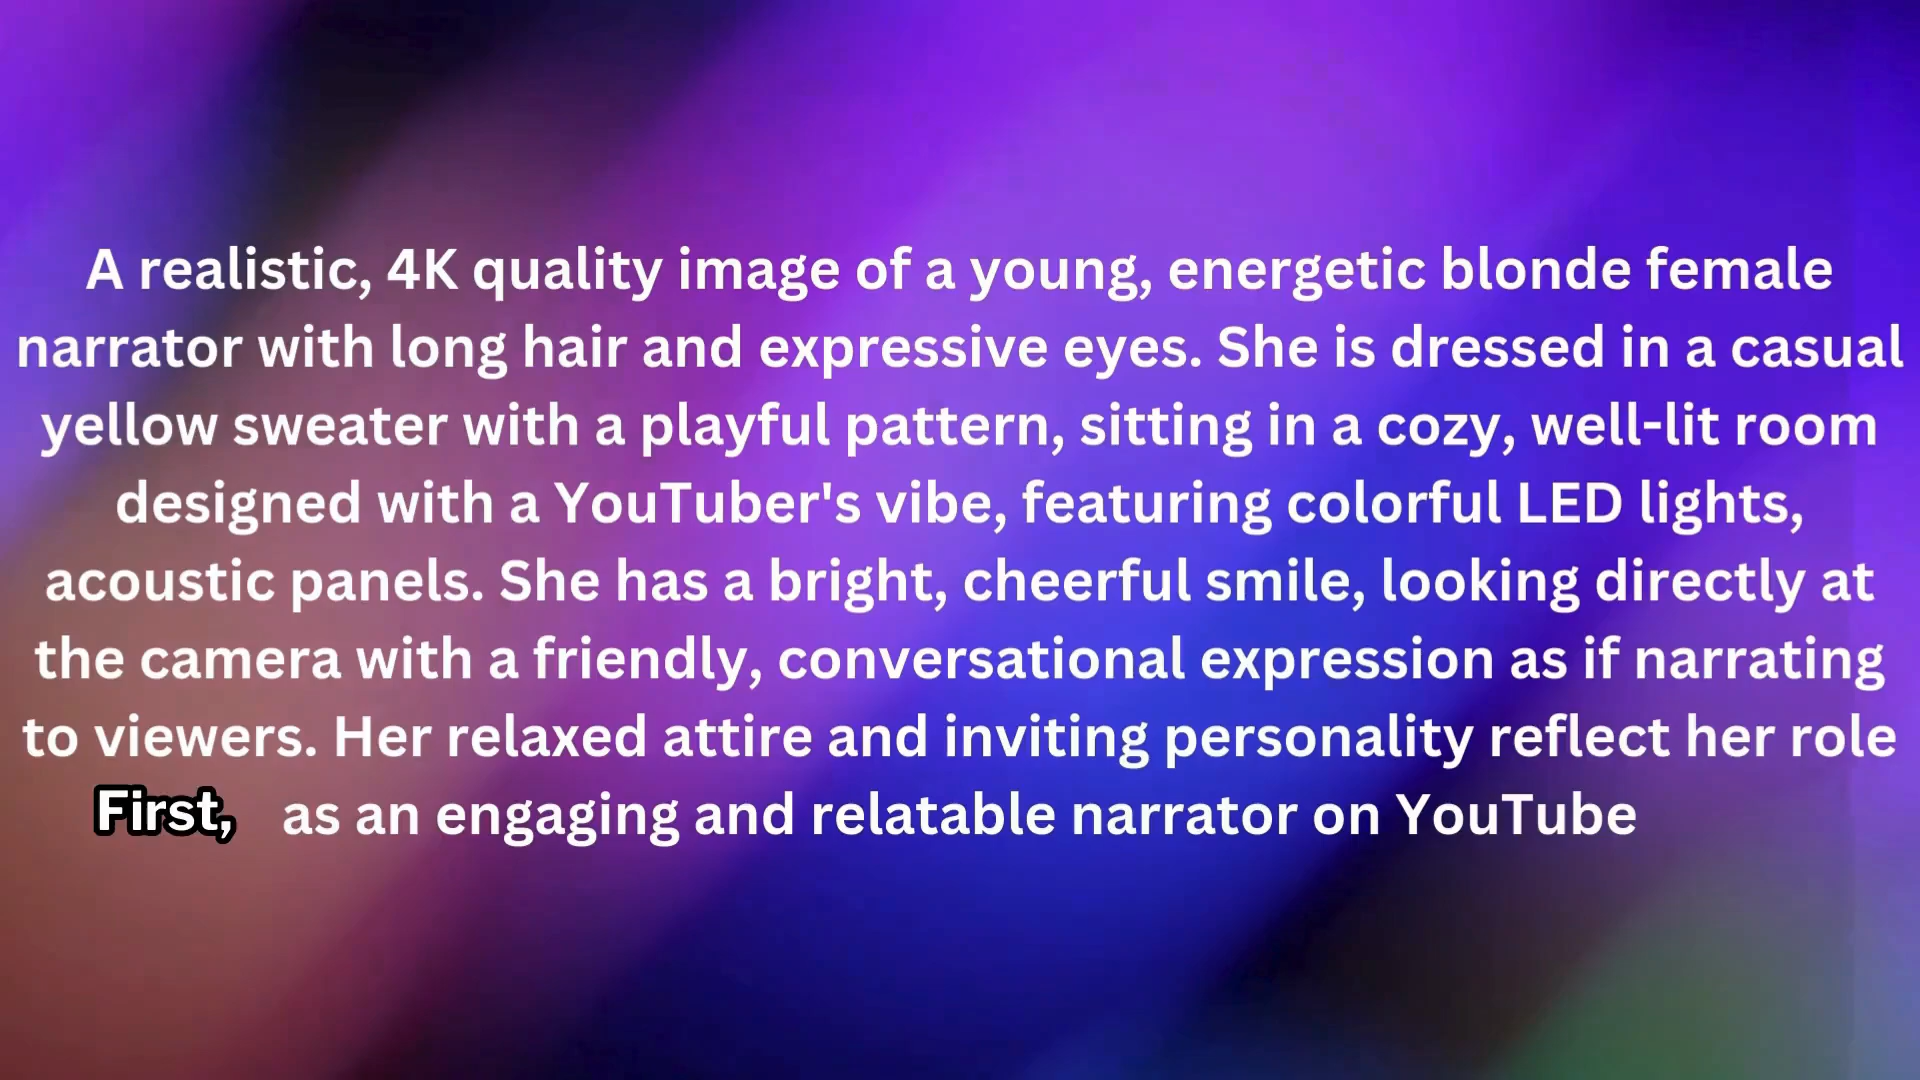 A realistic, 4K quality image of a young, energetic blonde female
narrator with long hair and expressive eyes. She is dressed in a casual
yellow sweater with a playful pattern, sitting in a cozy, well-lit room
designed with a YouTuber's vibe, featuring colorful LED lights,
acoustic panels. She has a bright, cheerful smile, looking directly at
the camera with a friendly, conversational expression as if narrating
to viewers. Her relaxed attire and inviting personality reflect her role
First,
as an engaging and relatable narrator on YouTube